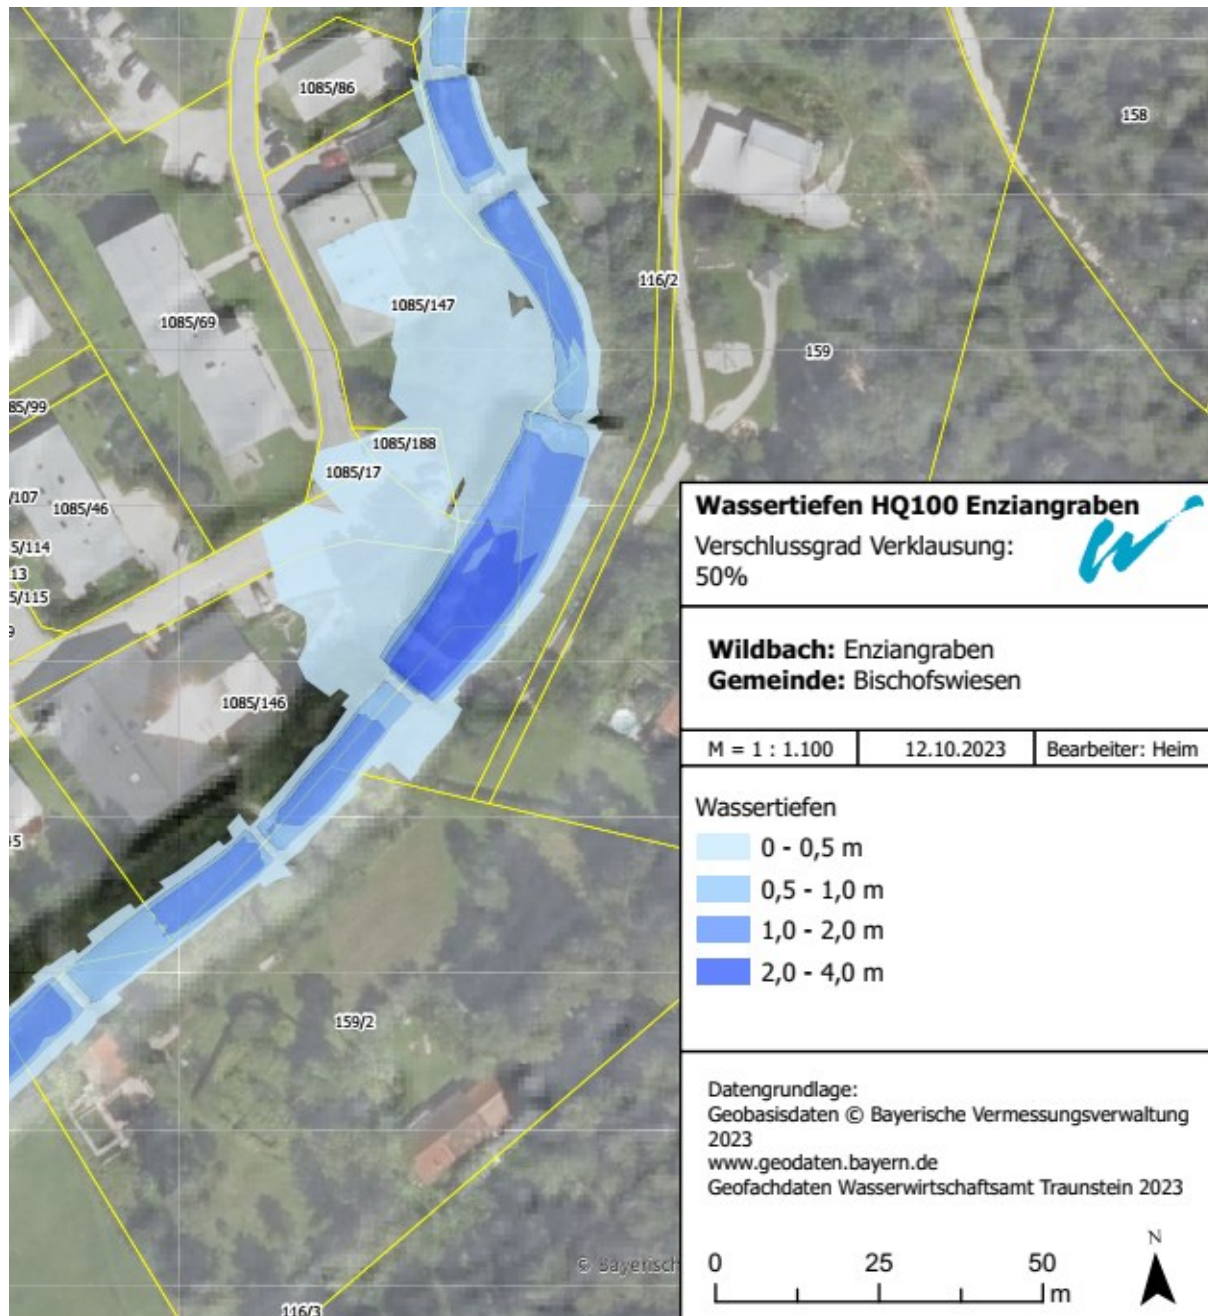 1085/86
158
116/2
1085/147
1085/69
159
85/99
1085/188
1085/17
/107
1085/46
5/114
13
5/115
9
1085/146
45
159/2
© Bayerisch
116/3
Wassertiefen HQ100 Enziangraben
Verschlussgrad Verklausung:
50%
Wildbach: Enziangraben
Gemeinde: Bischofswiesen
M = 1 : 1.100 12.10.2023 Bearbeiter: Heim
Wassertiefen
0 - 0,5 m
0,5 - 1,0 m
1,0 - 2,0 m
2,0 - 4,0 m
Datengrundlage:
Geobasisdaten © Bayerische Vermessungsverwaltung
2023
www.geodaten.bayern.de
Geofachdaten Wasserwirtschaftsamt Traunstein 2023
N
0 25 50
m